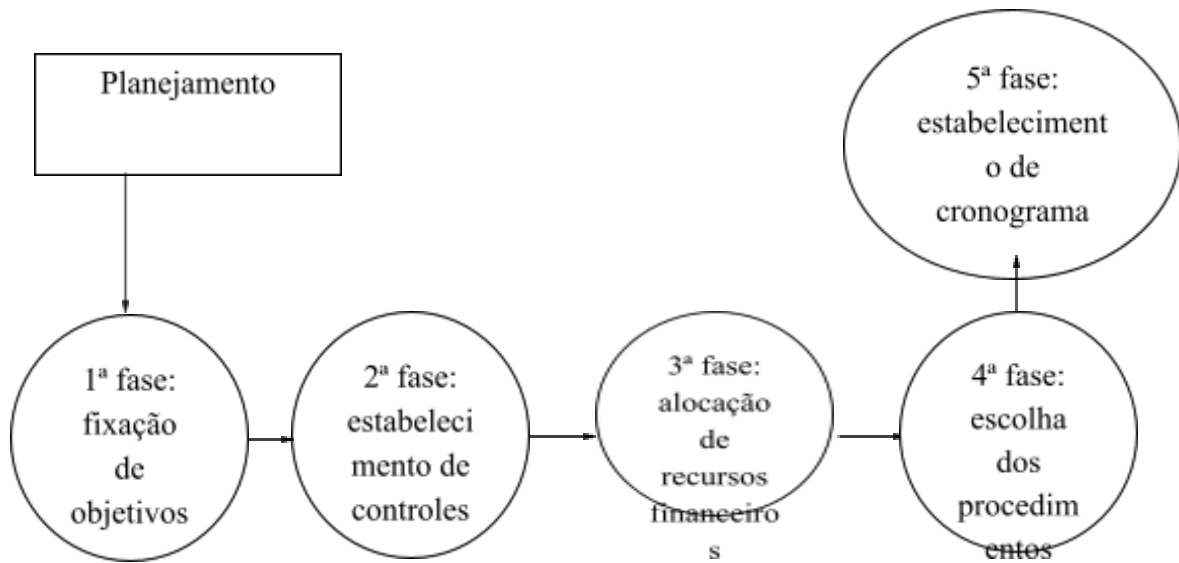 Planejamento
1ª fase:
fixação
de
objetivos
2ª fase:
estabeleci
mento de
controles
3ª fase:
alocação
de
recursos
financeiro
s
4ª fase:
escolha
dos
procedim
entos
5ª fase:
estabeleciment
o de
cronograma